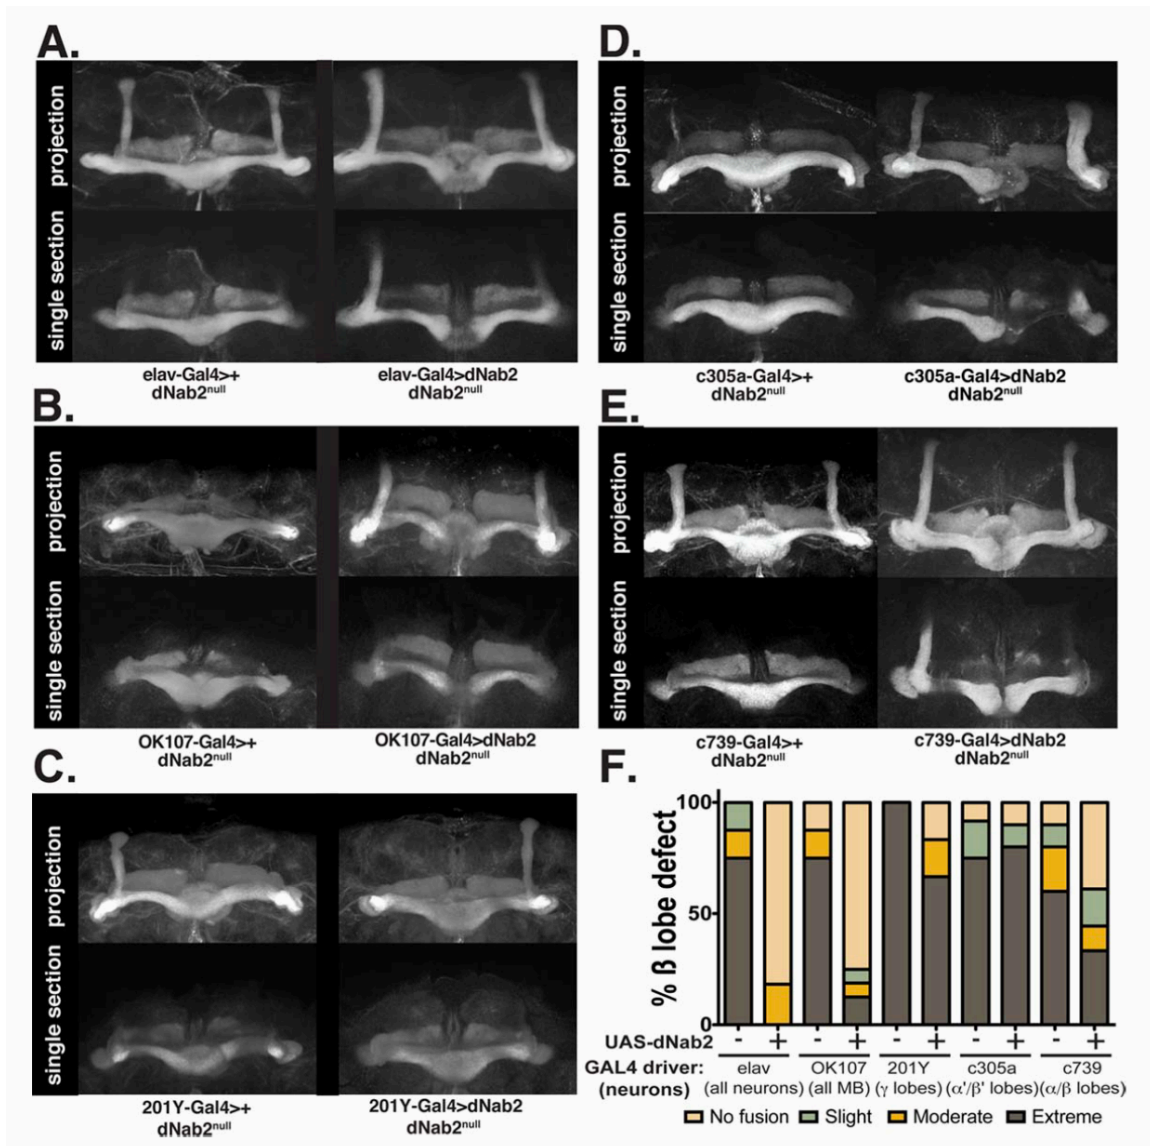 A.
projection
single section
elav-Gal4>+
dNab2null
elav-Gal4>dNab2
dNab2null
B.
projection
single section
OK107-Gal4>+
dNab2null
OK107-Gal4>dNab2
dNab2null
C.
projection
single section
201Y-Gal4>+
dNab2null
201Y-Gal4>dNab2
dNab2null
D.
projection
single section
c305a-Gal4>+
dNab2null
c305a-Gal4>dNab2
dNab2null
E.
projection
single section
c739-Gal4>+
dNab2null
c739-Gal4>dNab2
dNab2null
F.
% ß lobe defect
100
50
0
UAS-dNab2 - + - + - + - + - +
GAL4 driver: elav OK107 201Y c305a c739
(neurons) (all neurons) (all MB) (γ lobes) (α'/β' lobes) (α/β lobes)
No fusion Slight Moderate Extreme